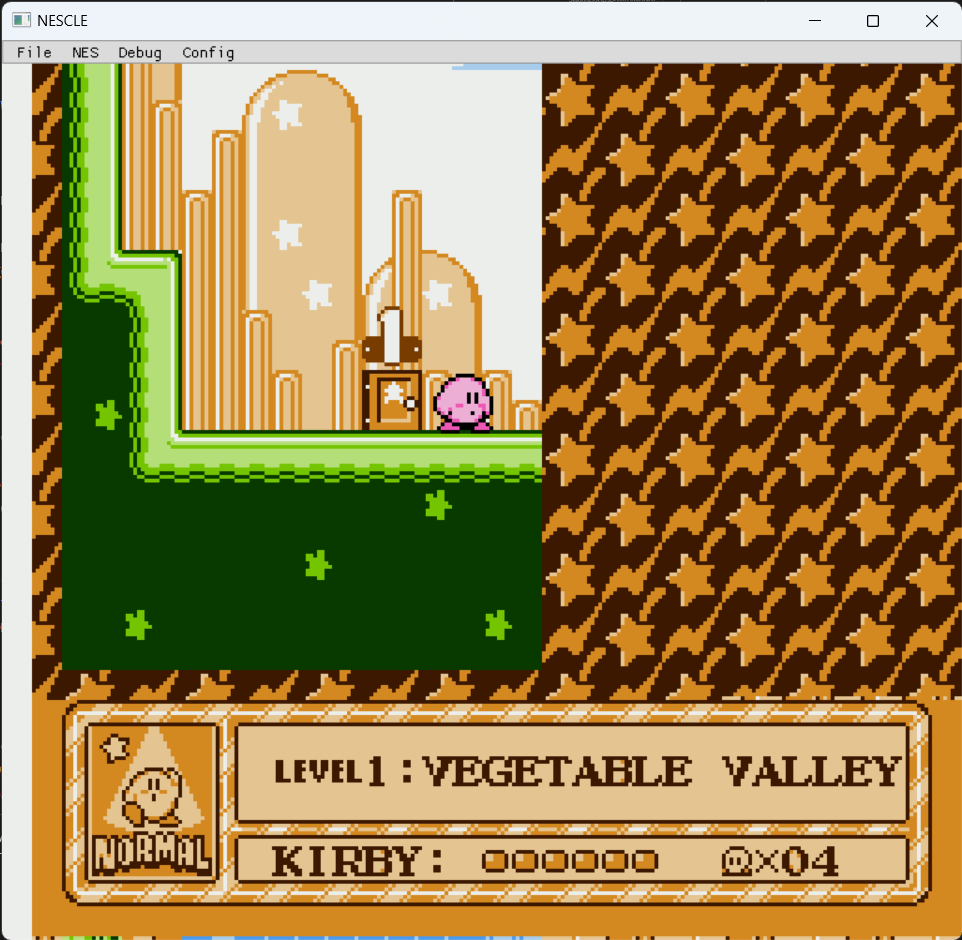 NESCLE
File NES Debug Config
LEVEL1:VEGETABLE VALLEY
NORMAL
KIRBY: ×04